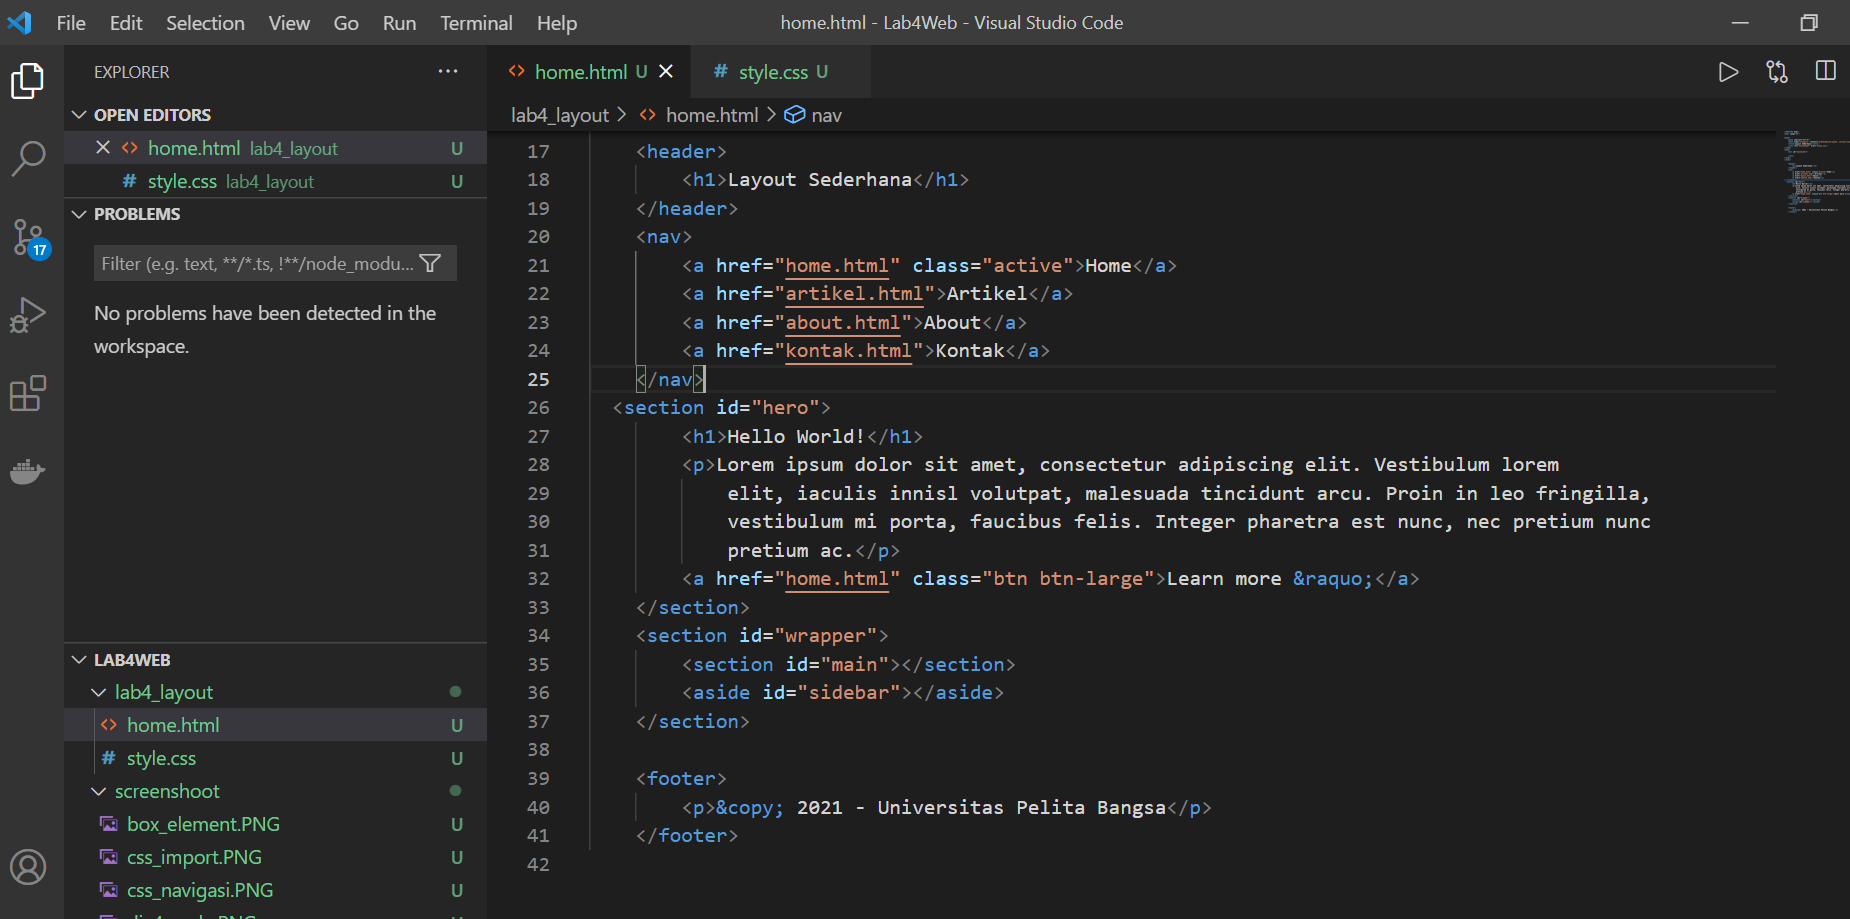 File Edit Selection View Go Run Terminal Help
home.html - Lab4Web - Visual Studio Code
EXPLORER
OPEN EDITORS
home.html lab4_layout U
style.css lab4_layout U
PROBLEMS
Filter (e.g. text, **/*.ts, !**/node_modu...
No problems have been detected in the
workspace.
17
LAB4WEB
lab4_layout
home.html U
style.css U
screenshoot
box_element.PNG U
css_import.PNG U
css_navigasi.PNG U
home.html U
style.css U
lab4_layout > home.html > nav
17 <header>
18 <h1>Layout Sederhana</h1>
19 </header>
20 <nav>
21 <a href="home.html" class="active">Home</a>
22 <a href="artikel.html">Artikel</a>
23 <a href="about.html">About</a>
24 <a href="kontak.html">Kontak</a>
25 </nav>
26 <section id="hero">
27 <h1>Hello World!</h1>
28 <p>Lorem ipsum dolor sit amet, consectetur adipiscing elit. Vestibulum lorem
29 elit, iaculis innisl volutpat, malesuada tincidunt arcu. Proin in leo fringilla,
30 vestibulum mi porta, faucibus felis. Integer pharetra est nunc, nec pretium nunc
31 pretium ac.</p>
32 <a href="home.html" class="btn btn-large">Learn more &raquo;</a>
33 </section>
34 <section id="wrapper">
35 <section id="main"></section>
36 <aside id="sidebar"></aside>
37 </section>
38
39 <footer>
40 <p>&copy; 2021 - Universitas Pelita Bangsa</p>
41 </footer>
42